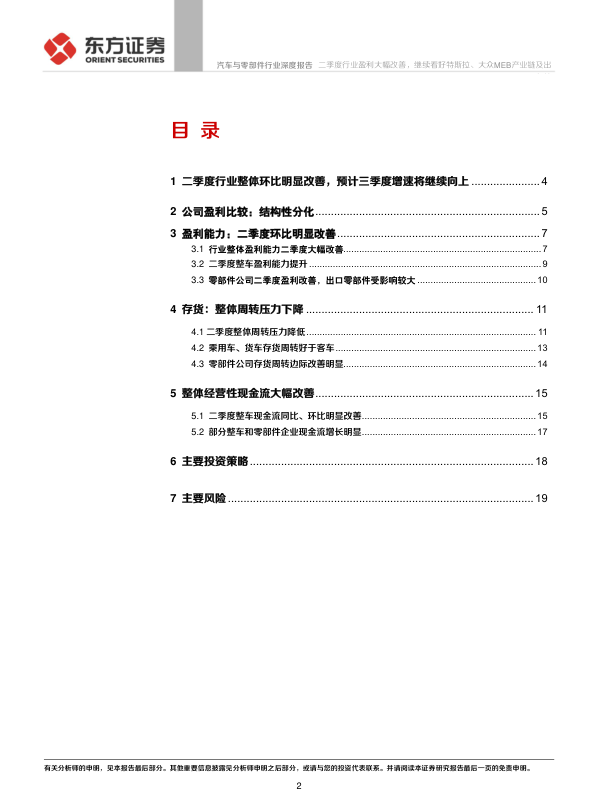 东方证券
ORIENT SECURITIES
汽车与零部件行业深度报告 二季度行业盈利大幅改善，继续看好特斯拉、大众MEB产业链及出
目 录
1 二季度行业整体环比明显改善，预计三季度增速将继续向上 ...................... 4
2 公司盈利比较：结构性分化 ........................................................................ 5
3 盈利能力：二季度环比明显改善 ................................................................. 7
3.1 行业整体盈利能力二季度大幅改善 ........................................................................... 7
3.2 二季度整车盈利能力提升 ......................................................................................... 9
3.3 零部件公司二季度盈利改善，出口零部件受影响较大 ............................................. 10
4 存货：整体周转压力下降 ......................................................................... 11
4.1 二季度整体周转压力降低 ....................................................................................... 11
4.2 乘用车、货车存货周转好于客车 ............................................................................ 13
4.3 零部件公司存货周转边际改善明显 ......................................................................... 14
5 整体经营性现金流大幅改善 ..................................................................... 15
5.1 二季度整车现金流同比、环比明显改善 .................................................................. 15
5.2 部分整车和零部件企业现金流增长明显 .................................................................. 17
6 主要投资策略 .......................................................................................... 18
7 主要风险 ................................................................................................. 19
有关分析师的申明，见本报告最后部分。其他重要信息披露见分析师申明之后部分，或请与您的投资代表联系。并请阅读本证券研究报告最后一页的免责申明。
2